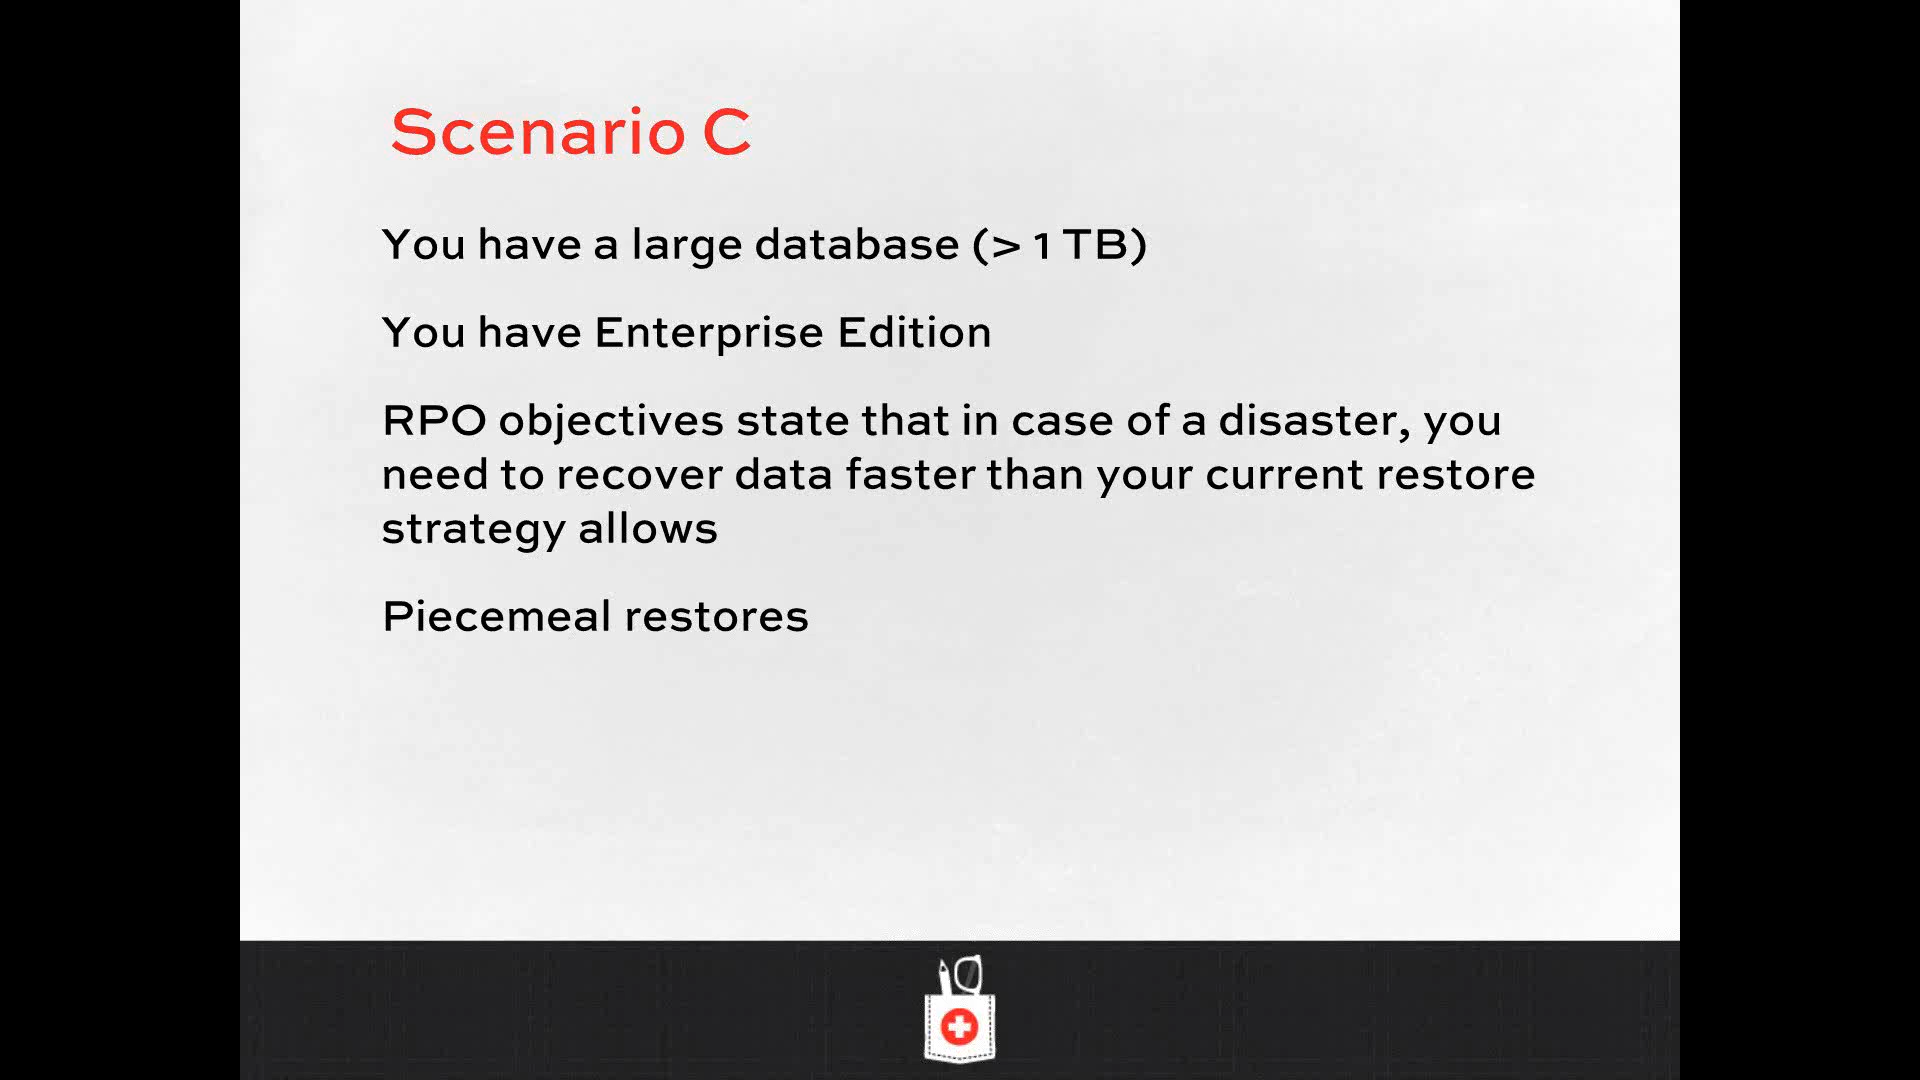 Scenario C
You have a large database (> 1 TB)
You have Enterprise Edition
RPO objectives state that in case of a disaster, you
need to recover data faster than your current restore
strategy allows
Piecemeal restores